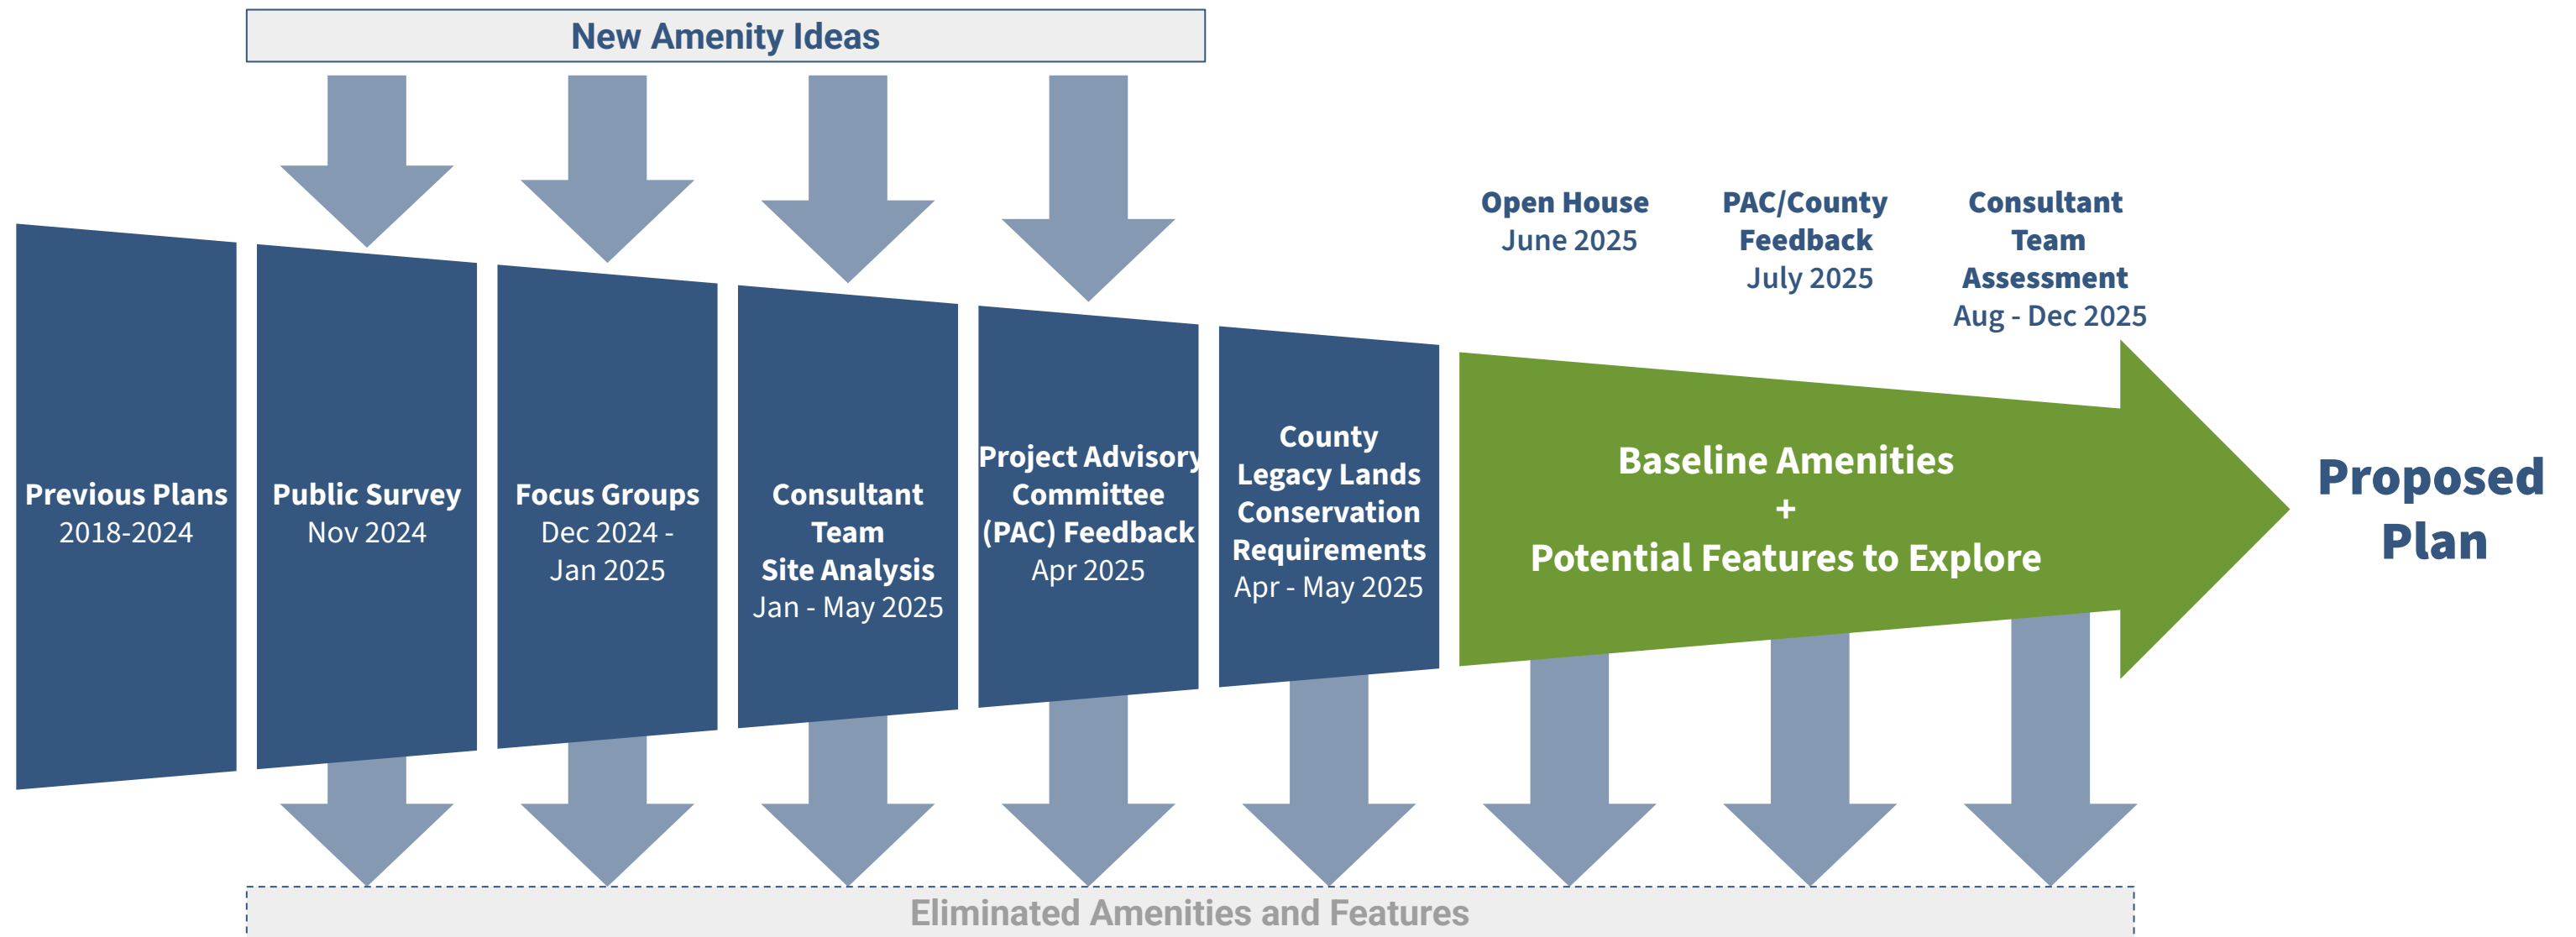 New Amenity Ideas
Previous Plans
2018-2024
Public Survey
Nov 2024
Focus Groups
Dec 2024 -
Jan 2025
Consultant
Team
Site Analysis
Jan - May 2025
Project Advisory
Committee
(PAC) Feedback
Apr 2025
County
Legacy Lands
Conservation
Requirements
Apr - May 2025
Open House
June 2025
PAC/County
Feedback
July 2025
Consultant
Team
Assessment
Aug - Dec 2025
Baseline Amenities
+
Potential Features to Explore
Proposed
Plan
Eliminated Amenities and Features